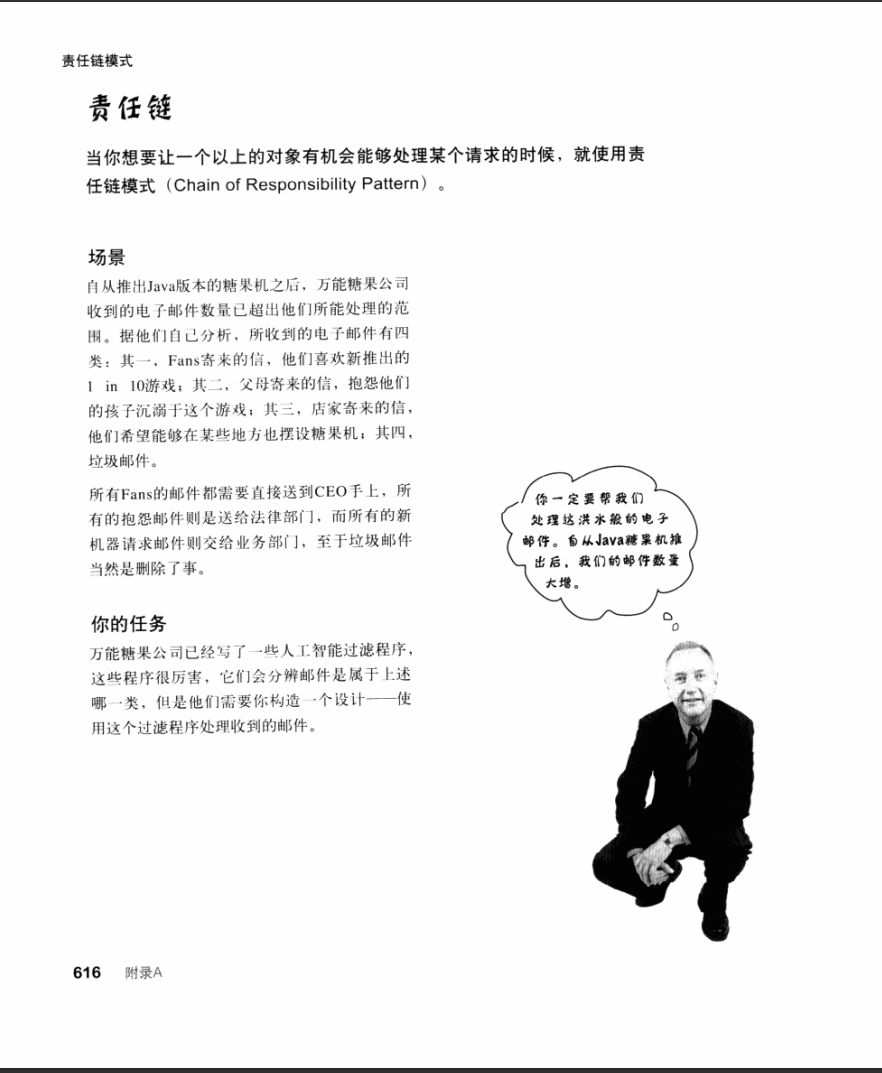 责任链模式
责任链
当你想要让一个以上的对象有机会能够处理某个请求的时候，就使用责
任链模式（Chain of Responsibility Pattern）。
场景
自从推出Java版本的糖果机之后，万能糖果公司
收到的电子邮件数量已超出他们所能处理的范
围。据他们自己分析，所收到的电子邮件有四
类：其一，Fans寄来的信，他们喜欢新推出的
1 in 10游戏；其二，父母寄来的信，抱怨他们
的孩子沉溺于这个游戏；其三，店家寄来的信，
他们希望能够在某些地方也摆设糖果机；其四，
垃圾邮件。
所有Fans的邮件都需要直接送到CEO手上，所
有的抱怨邮件则是送给法律部门，而所有的新
机器请求邮件则交给业务部门，至于垃圾邮件
当然是删除了事。
你的任务
万能糖果公司已经写了一些人工智能过滤程序，
这些程序很厉害，它们会分辨邮件是属于上述
哪一类，但是他们需要你构造一个设计——使
用这个过滤程序处理收到的邮件。
你一定要帮我们
处理这洪水般的电子
邮件。自从Java糖果机推
出后，我们的邮件数量
大增。
616 附录A